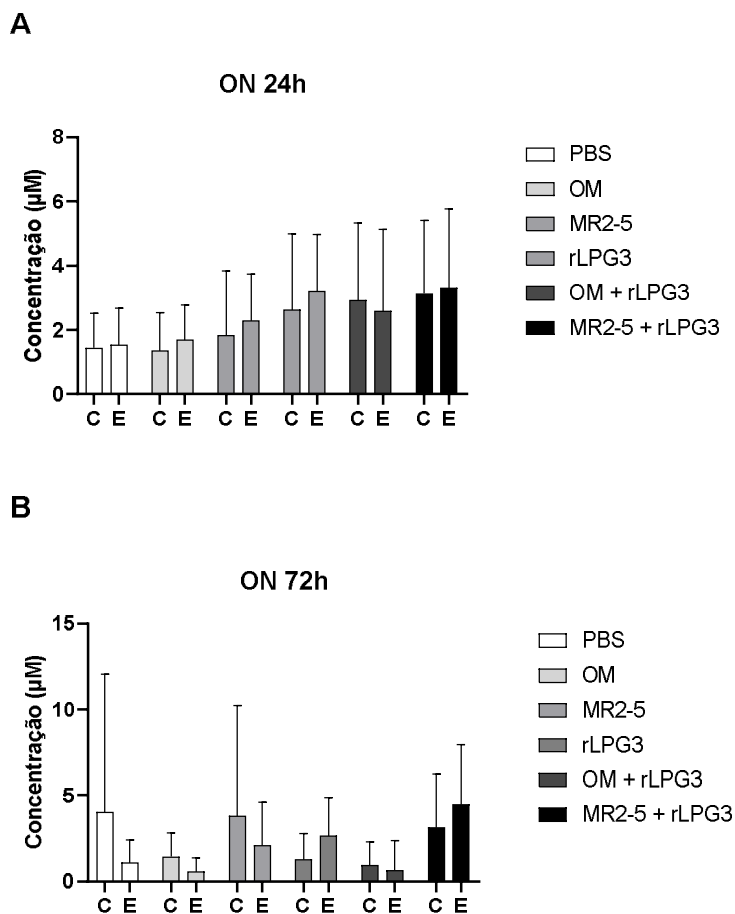 A
ON 24h
Concentração (µM)
8
6
4
2
0
C E C E C E C E C E C E
PBS
OM
MR2-5
rLPG3
OM + rLPG3
MR2-5 + rLPG3
B
ON 72h
Concentração (µM)
15
10
5
0
C E C E C E C E C E C E
PBS
OM
MR2-5
rLPG3
OM + rLPG3
MR2-5 + rLPG3